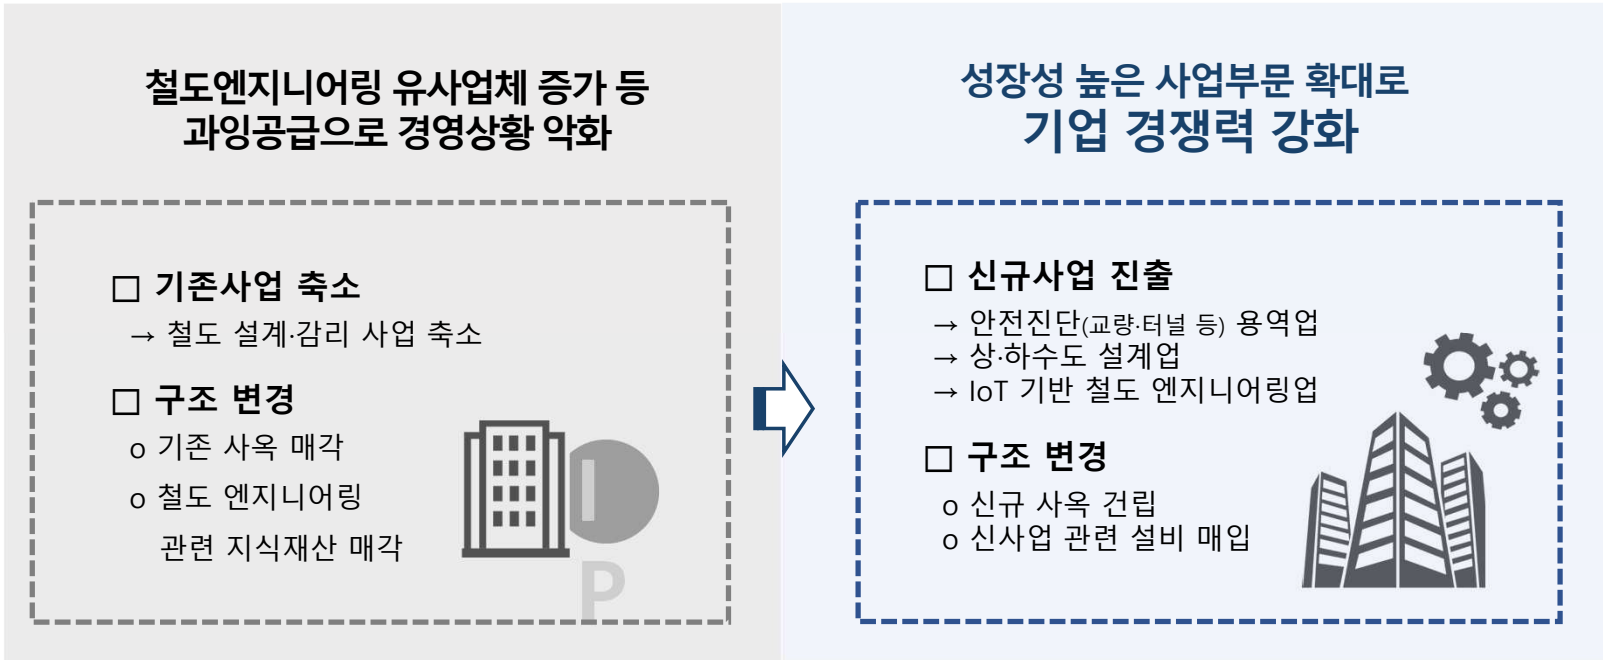 철도엔지니어링 유사업체 증가 등
과잉공급으로 경영상황 악화
□ 기존사업 축소
→ 철도 설계·감리 사업 축소
□ 구조 변경
o 기존 사옥 매각
o 철도 엔지니어링
관련 지식재산 매각
I
P
성장성 높은 사업부문 확대로
기업 경쟁력 강화
□ 신규사업 진출
→ 안전진단(교량·터널 등) 용역업
→ 상·하수도 설계업
→ IoT 기반 철도 엔지니어링업
□ 구조 변경
o 신규 사옥 건립
o 신사업 관련 설비 매입